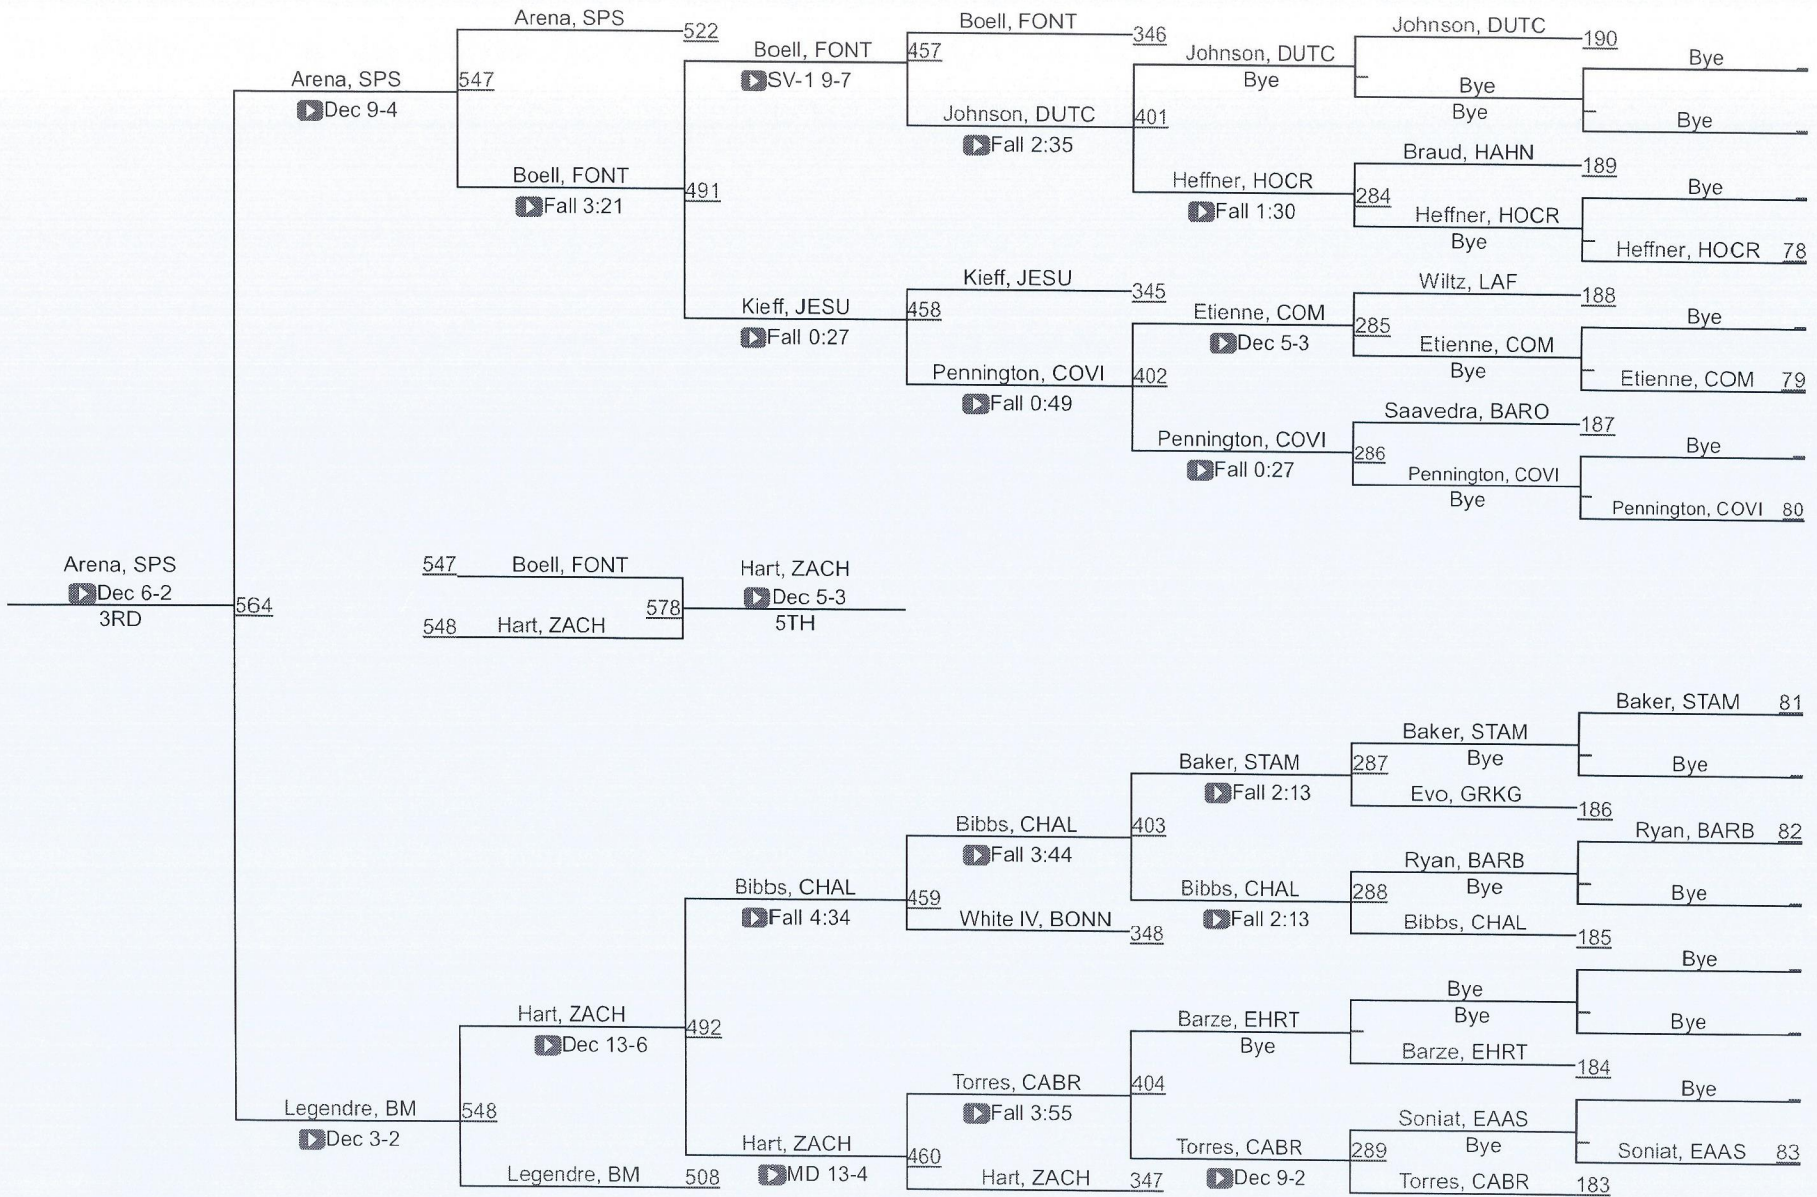 Arena, SPS
522
Boell, FONT
346
Johnson, DUTC
190
Bye
Boell, FONT
457
SV-1 9-7
Johnson, DUTC
Bye
Arena, SPS
547
Dec 9-4
Bye
Bye
Johnson, DUTC
401
Fall 2:35
Bye
Braud, HAHN
189
Boell, FONT
491
Fall 3:21
Heffner, HOCR
284
Fall 1:30
Bye
Heffner, HOCR
Bye
Heffner, HOCR 78
Kieff, JESU
345
Wiltz, LAF
188
Kieff, JESU
458
Fall 0:27
Etienne, COM
285
Dec 5-3
Bye
Etienne, COM
Bye
Pennington, COVI
402
Fall 0:49
Etienne, COM 79
Saavedra, BARO
187
Pennington, COVI
286
Fall 0:27
Bye
Pennington, COVI
Bye
Pennington, COVI 80
Arena, SPS
Dec 6-2
3RD
564
547
Boell, FONT
548
Hart, ZACH
578
Hart, ZACH
Dec 5-3
5TH
Baker, STAM 81
Baker, STAM
Bye
Bye
Baker, STAM
287
Fall 2:13
Evo, GRKG
186
Bibbs, CHAL
403
Fall 3:44
Ryan, BARB 82
Ryan, BARB
Bye
Bye
Bibbs, CHAL
459
Fall 4:34
Bibbs, CHAL
288
Fall 2:13
White IV, BONN
348
Bibbs, CHAL
185
Bye
Bye
Bye
Bye
Hart, ZACH
492
Dec 13-6
Barze, EHRT
Bye
Barze, EHRT
184
Torres, CABR
404
Fall 3:55
Bye
Legendre, BM
548
Dec 3-2
Soniat, EAAS
Bye
Soniat, EAAS 83
Hart, ZACH
460
MD 13-4
Torres, CABR
289
Dec 9-2
Legendre, BM
508
Hart, ZACH
347
Torres, CABR
183